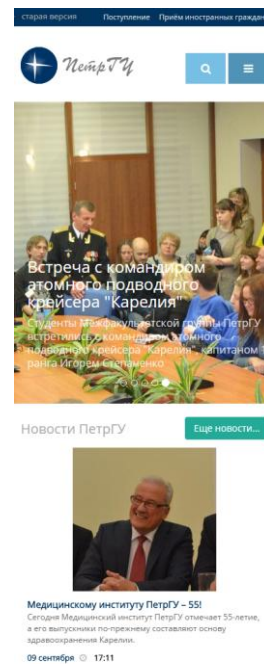 старая версия Поступление Приём иностранных граждан
ПетрГУ
Встреча с командиром
атомного подводного
крейсера "Карелия"
Студенты Межфакультетской группы ПетрГУ
встретились с командиром атомного
подводного крейсера "Карелия", капитаном 1
ранга Игорем Степаненко
Новости ПетрГУ Еще новости...
Медицинскому институту ПетрГУ – 55!
Сегодня Медицинский институт ПетрГУ отмечает 55-летие,
а его выпускники по-прежнему составляют основу
здравоохранения Карелии.
09 сентября 17:11